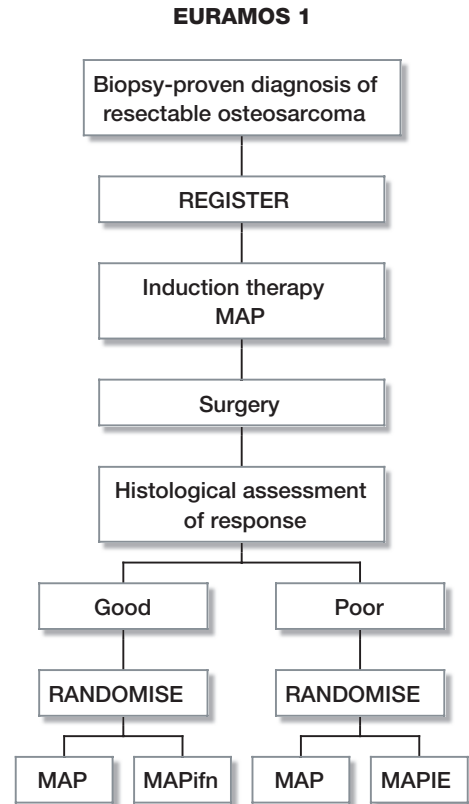 EURAMOS 1
Biopsy-proven diagnosis of
resectable osteosarcoma
REGISTER
Induction therapy
MAP
Surgery
Histological assessment
of response
Good
Poor
RANDOMISE
RANDOMISE
MAP
MAPifn
MAP
MAPIE